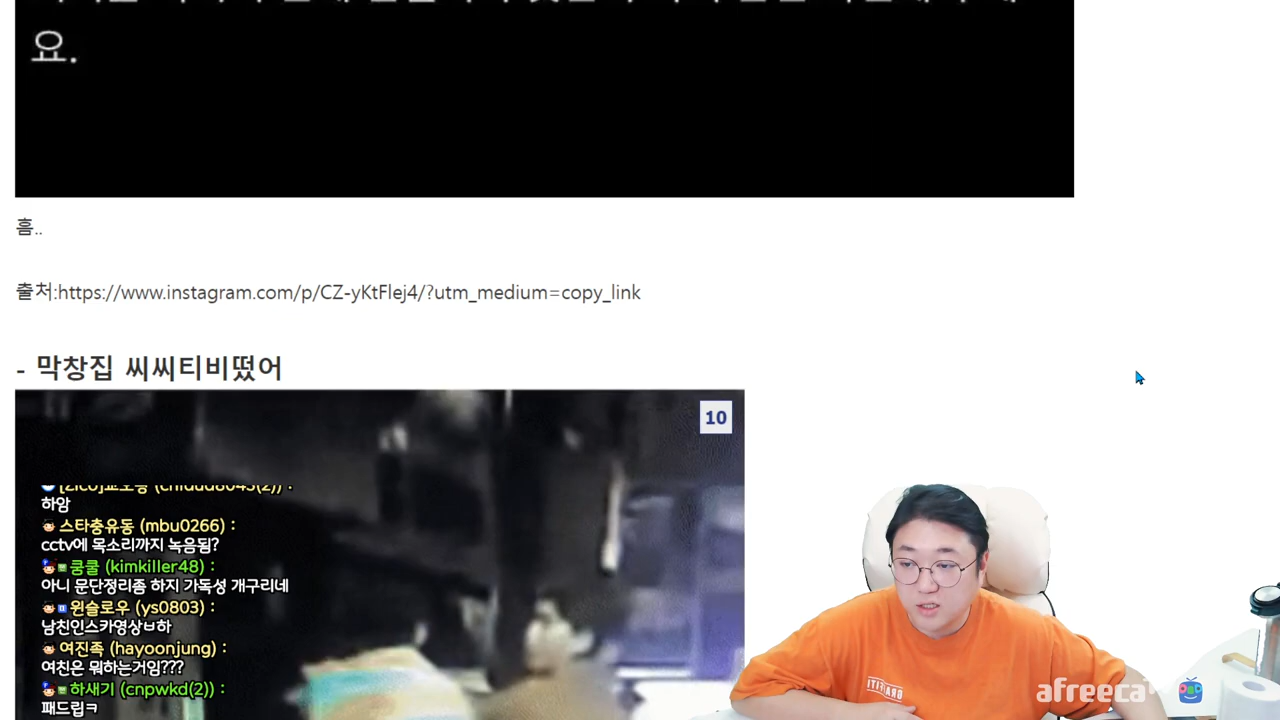 요.
흠..
출처:https://www.instagram.com/p/CZ-yKtFlej4/?utm_medium=copy_link
- 막창집 씨씨티비떴어
10
하암
스타충유동 (mbu0266) :
cctv에 목소리까지 녹음됨?
쿵쿨 (kimkiller48) :
아니 문단정리좀 하지 가독성 개구리네
윈슬로우 (ys0803) :
남친인스카영상ㅂ하
여진족 (hayoonjung) :
여친은 뭐하는거임???
하새기 (cnpwkd(2)) :
패드립ㅋ
afreeca